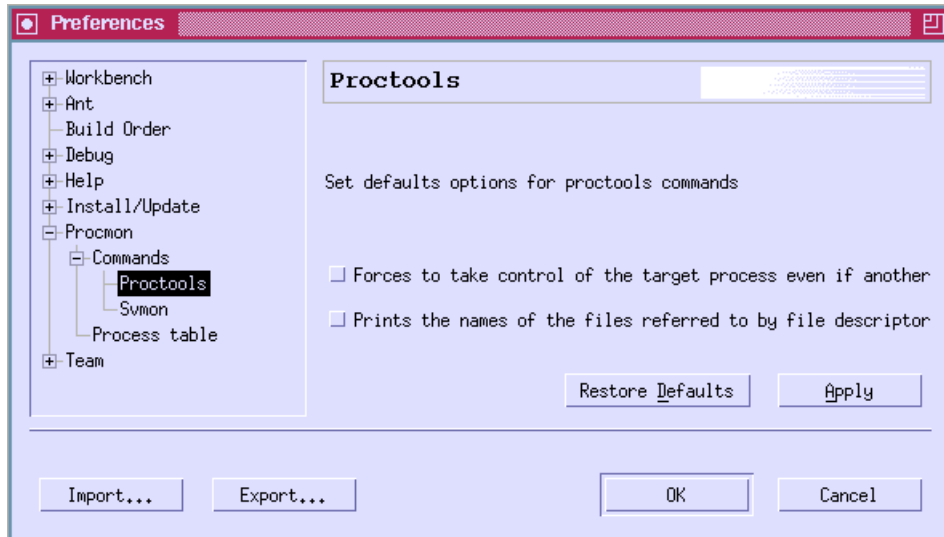 Preferences
Workbench
Ant
Build Order
Debug
Help
Install/Update
Procmon
Commands
Proctools
Svmon
Process table
Team
Proctools
Set defaults options for proctools commands
Forces to take control of the target process even if another
Prints the names of the files referred to by file descriptor
Restore Defaults
Apply
Import...
Export...
OK
Cancel